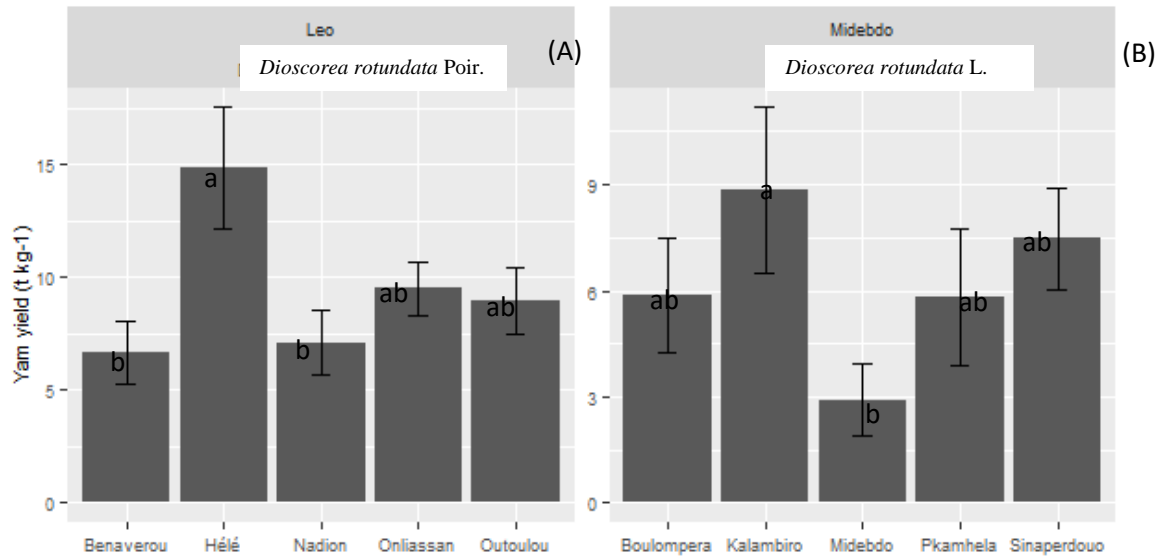 Leo
(A)
Dioscorea rotundata Poir.
Yam yield (t kg-1)
15
10
5
0
a
b
b
ab
ab
Benaverou Hélé Nadion Onliassan Outoulou
Midebdo
(B)
Dioscorea rotundata L.
9
6
3
0
a
ab
ab
ab
b
Boulompera Kalambiro Midebdo Pkamhela Sinaperdouo